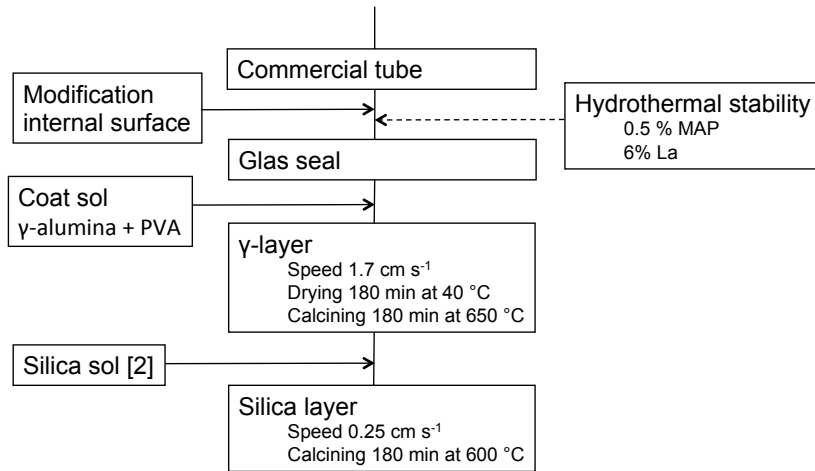 Commercial tube
Modification
internal surface
Hydrothermal stability
0.5 % MAP
6% La
Glas seal
Coat sol
γ-alumina + PVA
γ-layer
Speed 1.7 cm s⁻¹
Drying 180 min at 40 °C
Calcining 180 min at 650 °C
Silica sol [2]
Silica layer
Speed 0.25 cm s⁻¹
Calcining 180 min at 600 °C